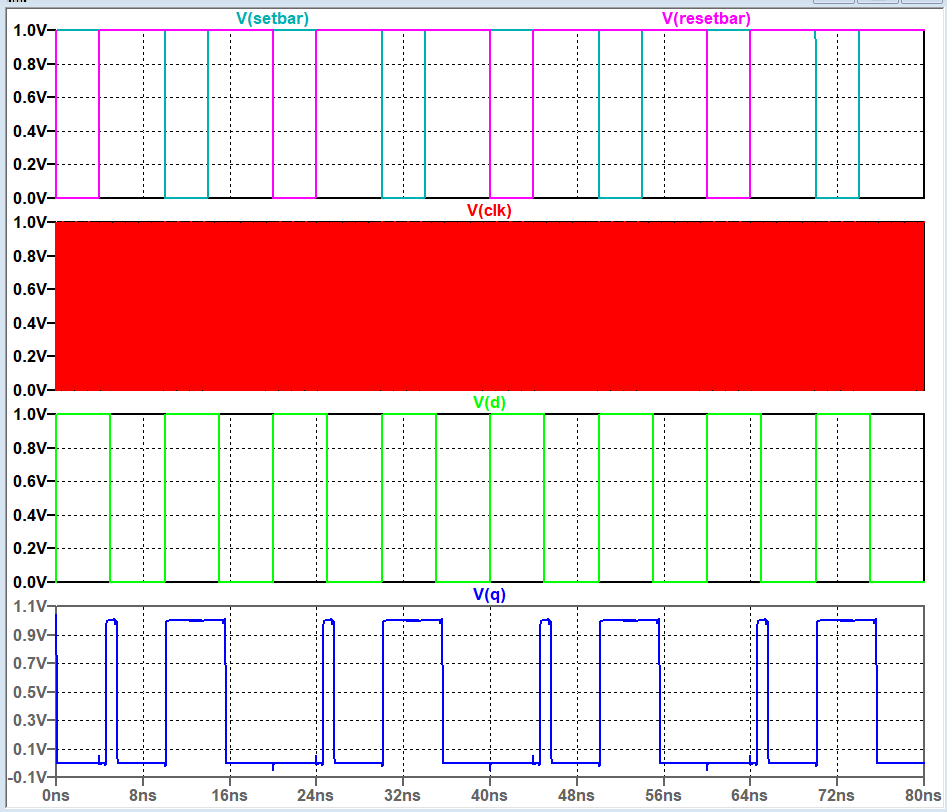 V(setbar) V(resetbar)
1.0V
0.8V
0.6V
0.4V
0.2V
0.0V
V(clk)
1.0V
0.8V
0.6V
0.4V
0.2V
0.0V
V(d)
1.0V
0.8V
0.6V
0.4V
0.2V
0.0V
V(q)
1.1V
0.9V
0.7V
0.5V
0.3V
0.1V
-0.1V
0ns 8ns 16ns 24ns 32ns 40ns 48ns 56ns 64ns 72ns 80ns